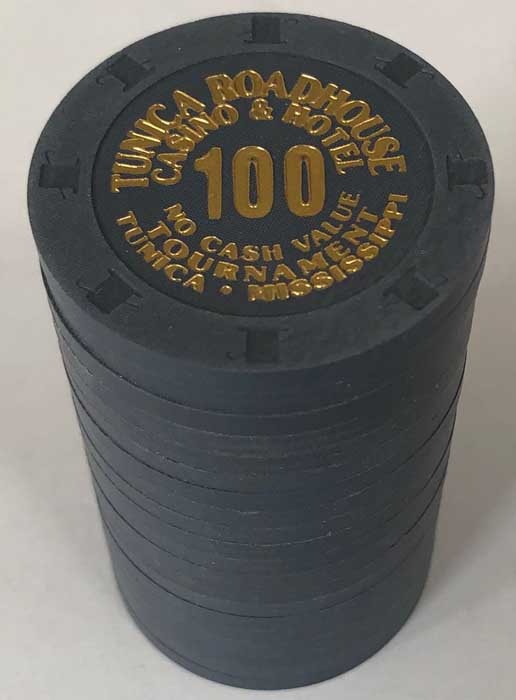 TUNICA ROADHOUSE
CASINO & HOTEL
100
NO CASH VALUE
TOURNAMENT
TUNICA • MISSISSIPPI